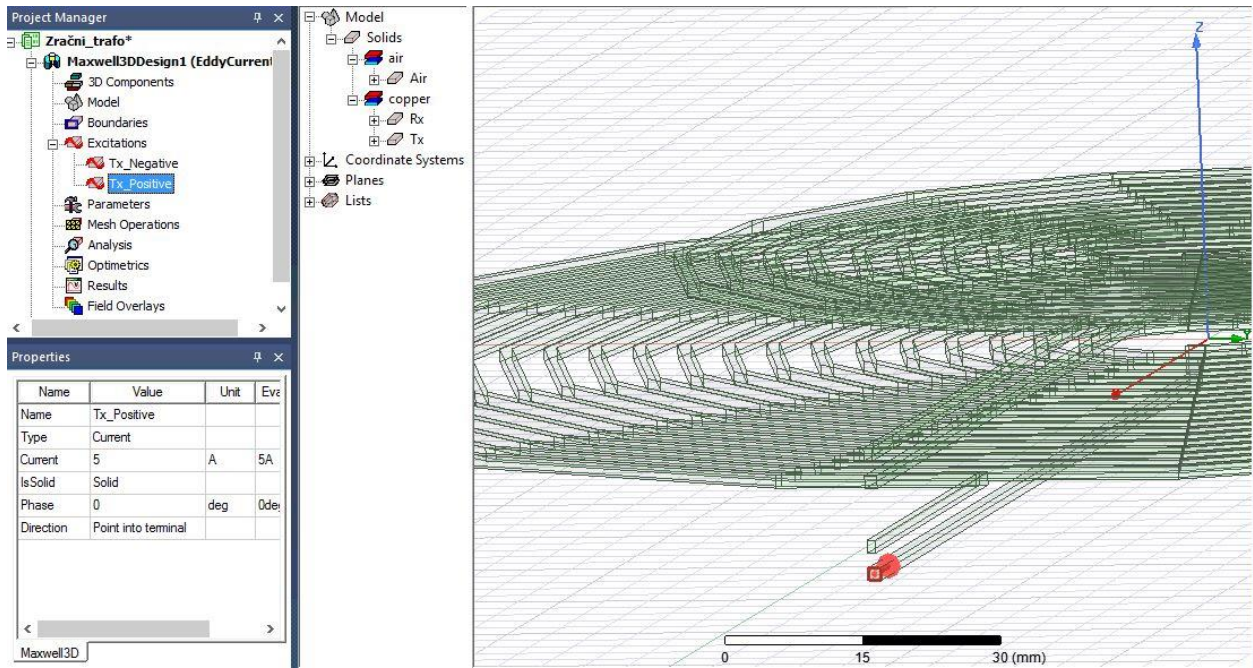 Project Manager
Zračni_trafo*
Maxwell3DDesign1 (EddyCurrent
3D Components
Model
Boundaries
Excitations
Tx_Negative
Tx_Positive
Parameters
Mesh Operations
Analysis
Optimetrics
Results
Field Overlays
Properties
Name Value Unit Eva
Name Tx_Positive
Type Current
Current 5 A 5A
IsSolid Solid
Phase 0 deg 0deg
Direction Point into terminal
Maxwell3D
Model
Solids
air
Air
copper
Rx
Tx
Coordinate Systems
Planes
Lists
Z
Y
0 15 30 (mm)